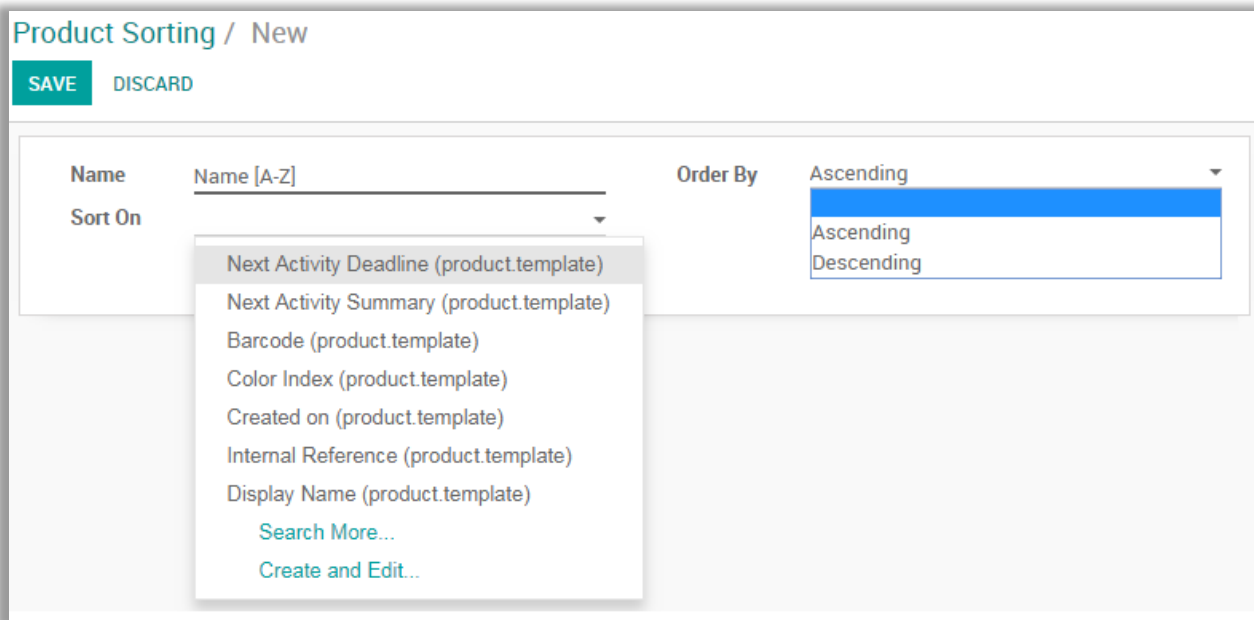 Product Sorting / New
SAVE DISCARD
Name Name [A-Z] Order By Ascending
Sort On
Ascending
Descending
Next Activity Deadline (product.template)
Next Activity Summary (product.template)
Barcode (product.template)
Color Index (product.template)
Created on (product.template)
Internal Reference (product.template)
Display Name (product.template)
Search More...
Create and Edit...